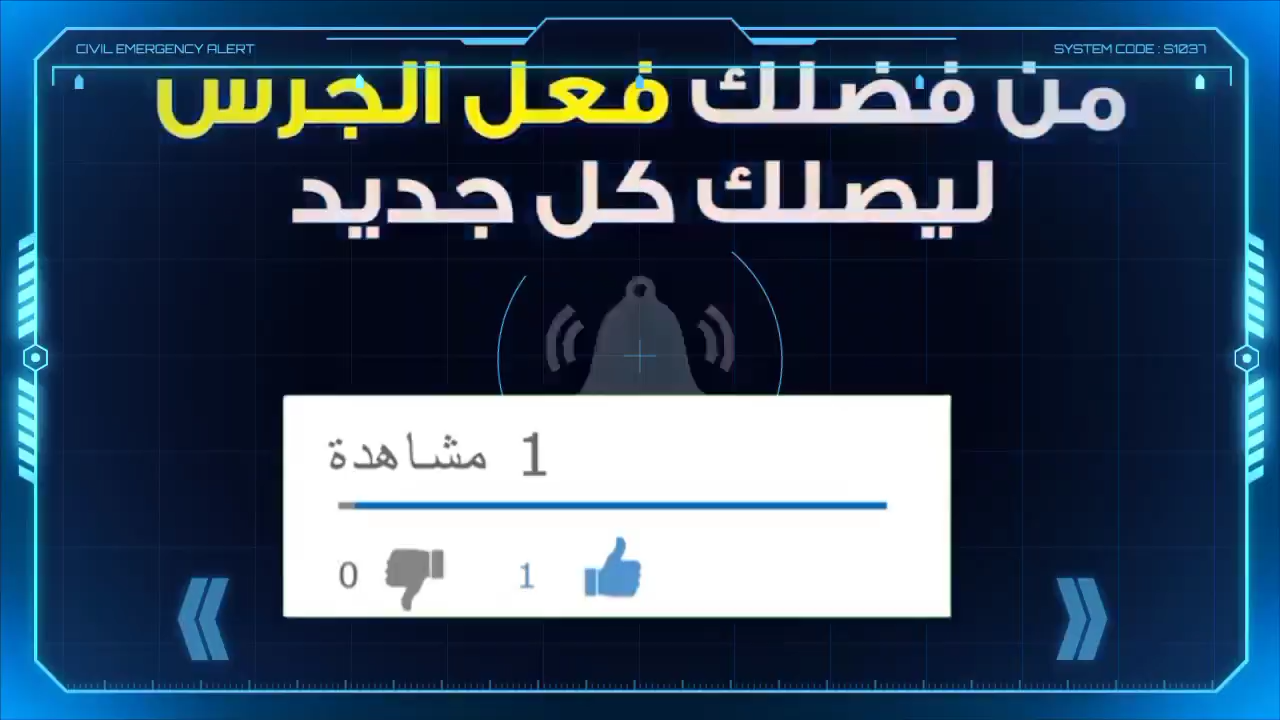 CIVIL EMERGENCY ALERT
SYSTEM CODE : S1037
من فضلك فعل الجرس
ليصلك كل جديد
1 مشاهدة
0 1